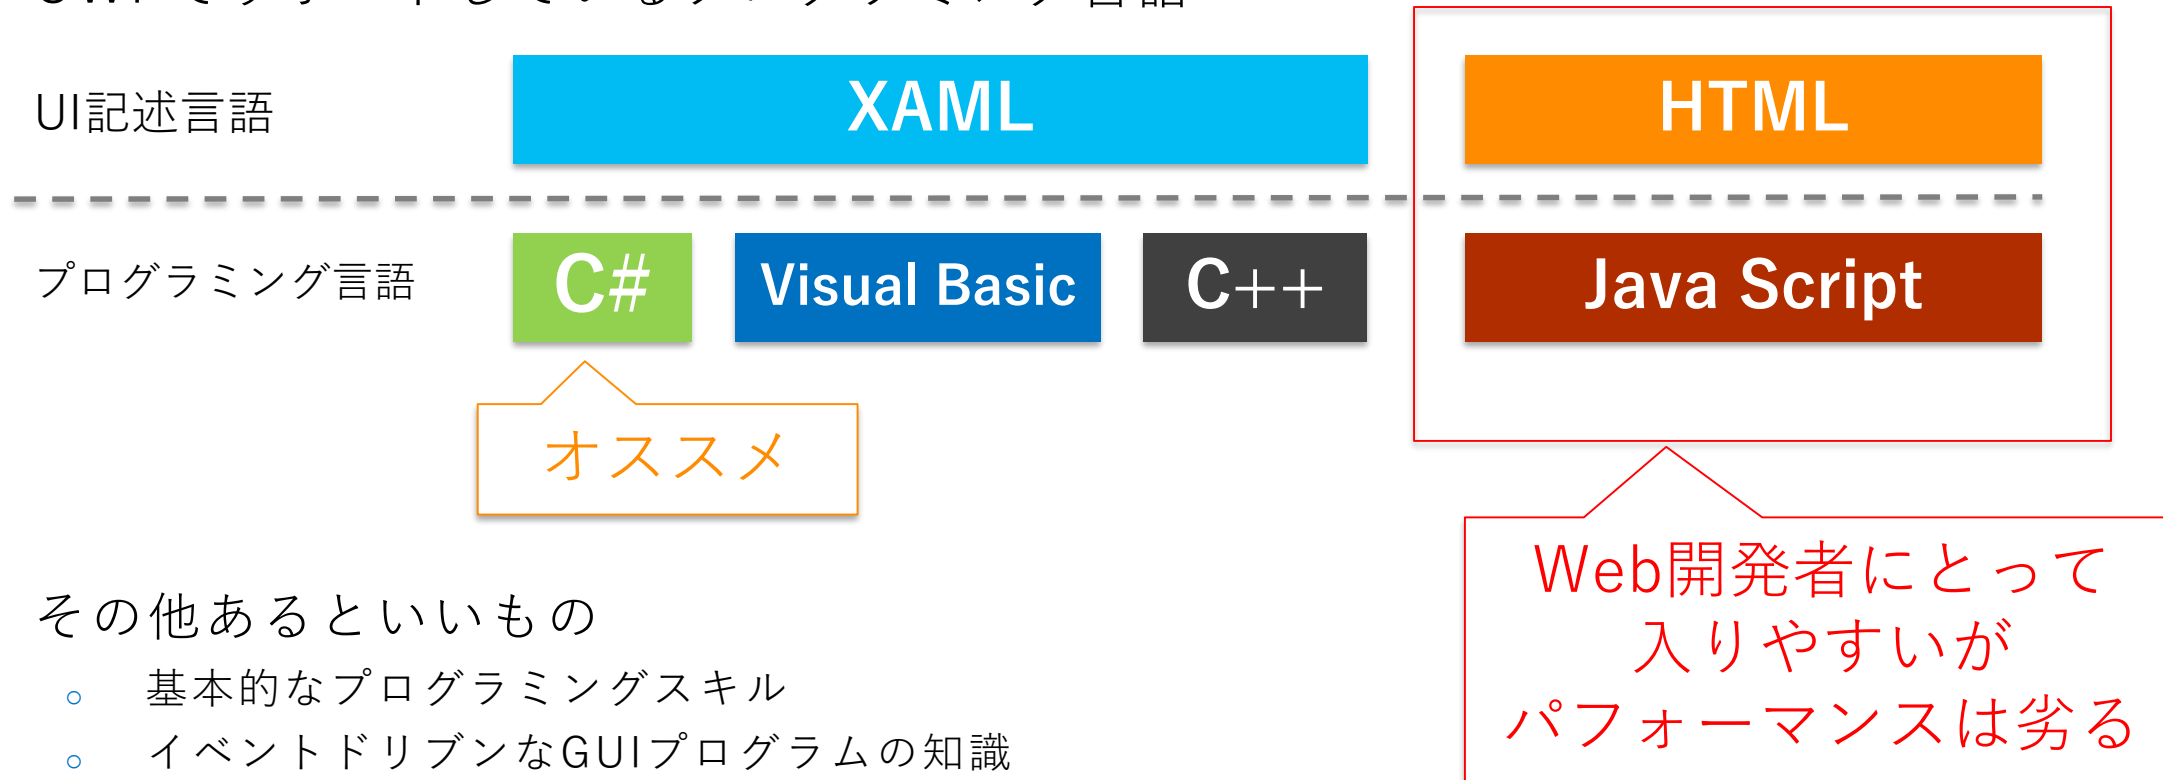 UI記述言語
XAML
HTML
プログラミング言語
C#
Visual Basic
C++
Java Script
オススメ
Web開発者にとって
入りやすいが
パフォーマンスは劣る
その他あるといいもの
。 基本的なプログラミングスキル
。 イベントドリブンなGUIプログラムの知識